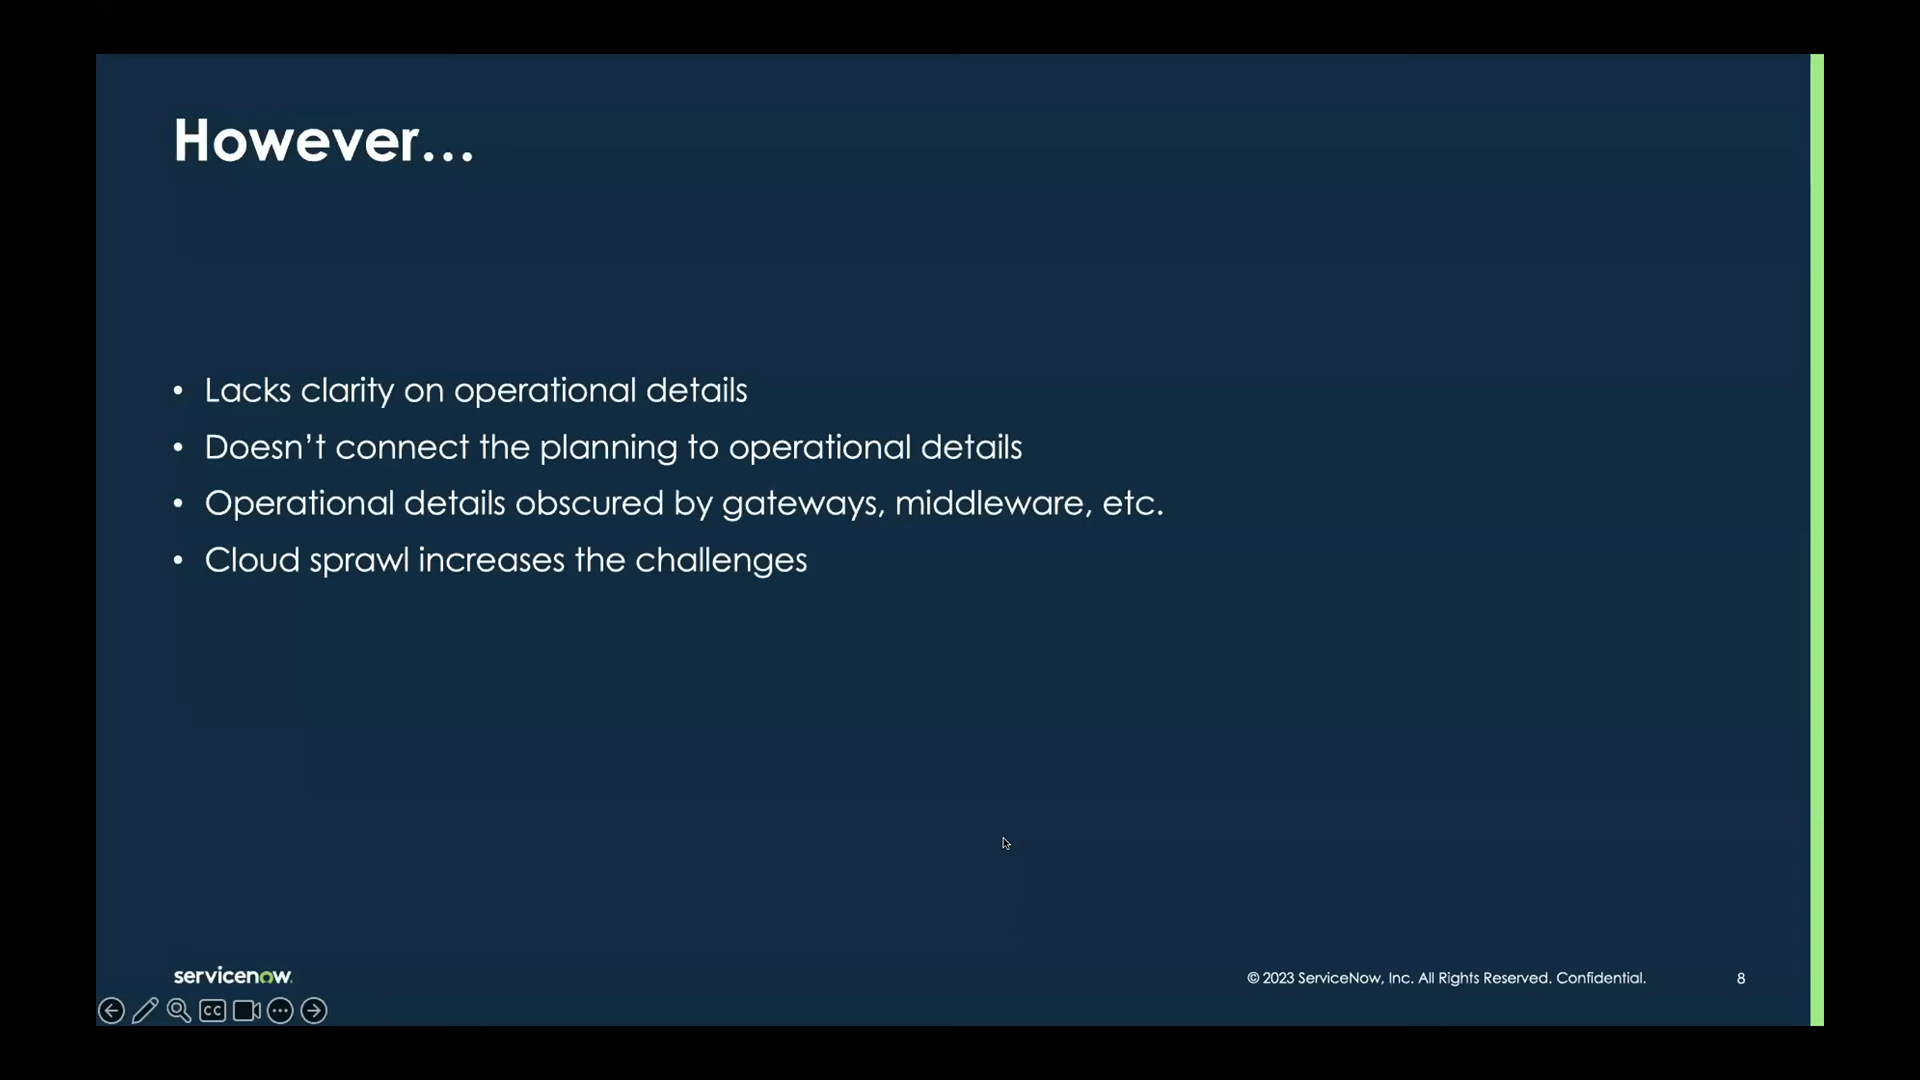 However...
• Lacks clarity on operational details
• Doesn’t connect the planning to operational details
• Operational details obscured by gateways, middleware, etc.
• Cloud sprawl increases the challenges
servicenow.
© 2023 ServiceNow, Inc. All Rights Reserved. Confidential.
8
CC